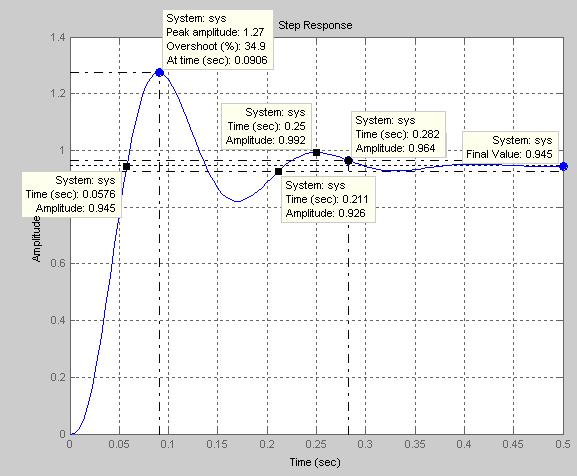 Step Response
System: sys
Peak amplitude: 1.27
Overshoot (%): 34.9
At time (sec): 0.0906
System: sys
Time (sec): 0.25
Amplitude: 0.992
System: sys
Time (sec): 0.282
Amplitude: 0.964
System: sys
Final Value: 0.945
System: sys
Time (sec): 0.0576
Amplitude: 0.945
System: sys
Time (sec): 0.211
Amplitude: 0.926
Amplitude
1.4
1.2
1
0.8
0.6
0.4
0.2
0
0 0.05 0.1 0.15 0.2 0.25 0.3 0.35 0.4 0.45 0.5
Time (sec)